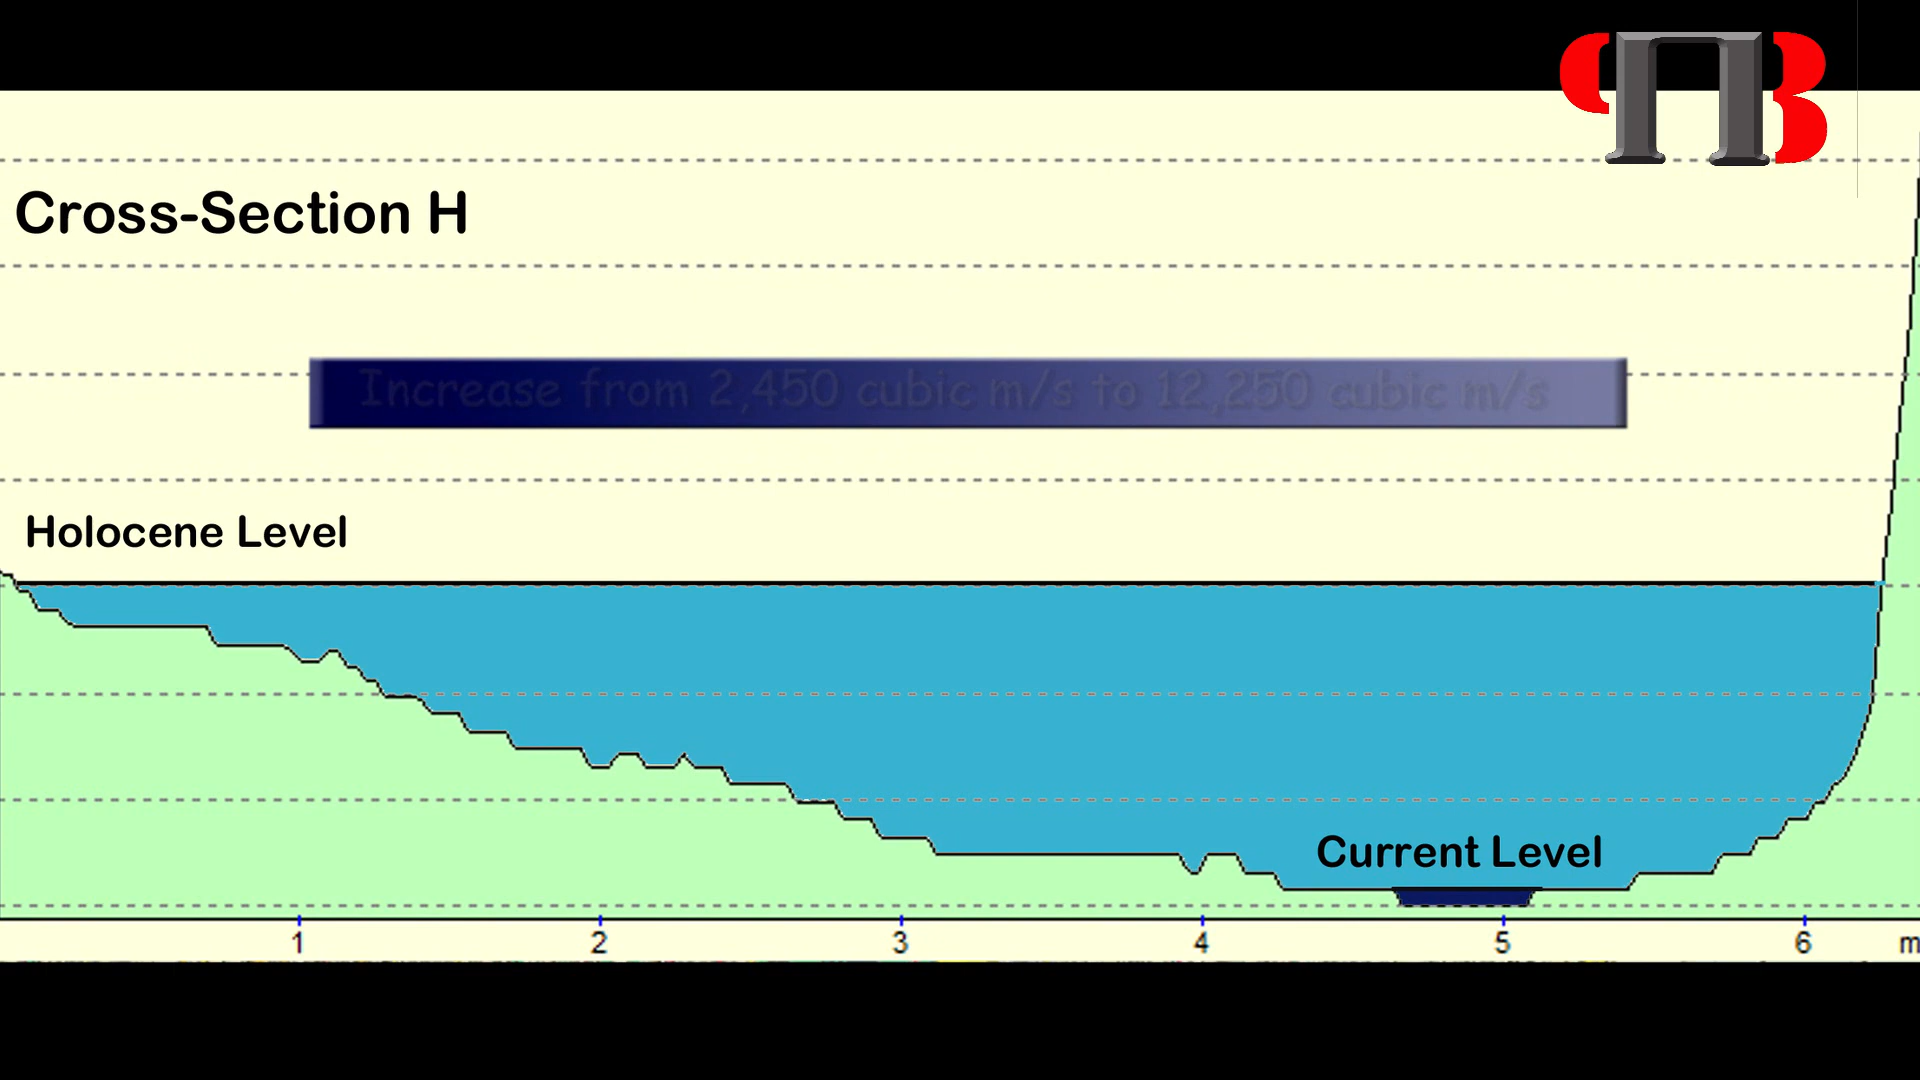 Cross-Section H
Increase from 2,450 cubic m/s to 12,250 cubic m/s
Holocene Level
Current Level
1 2 3 4 5 6 m